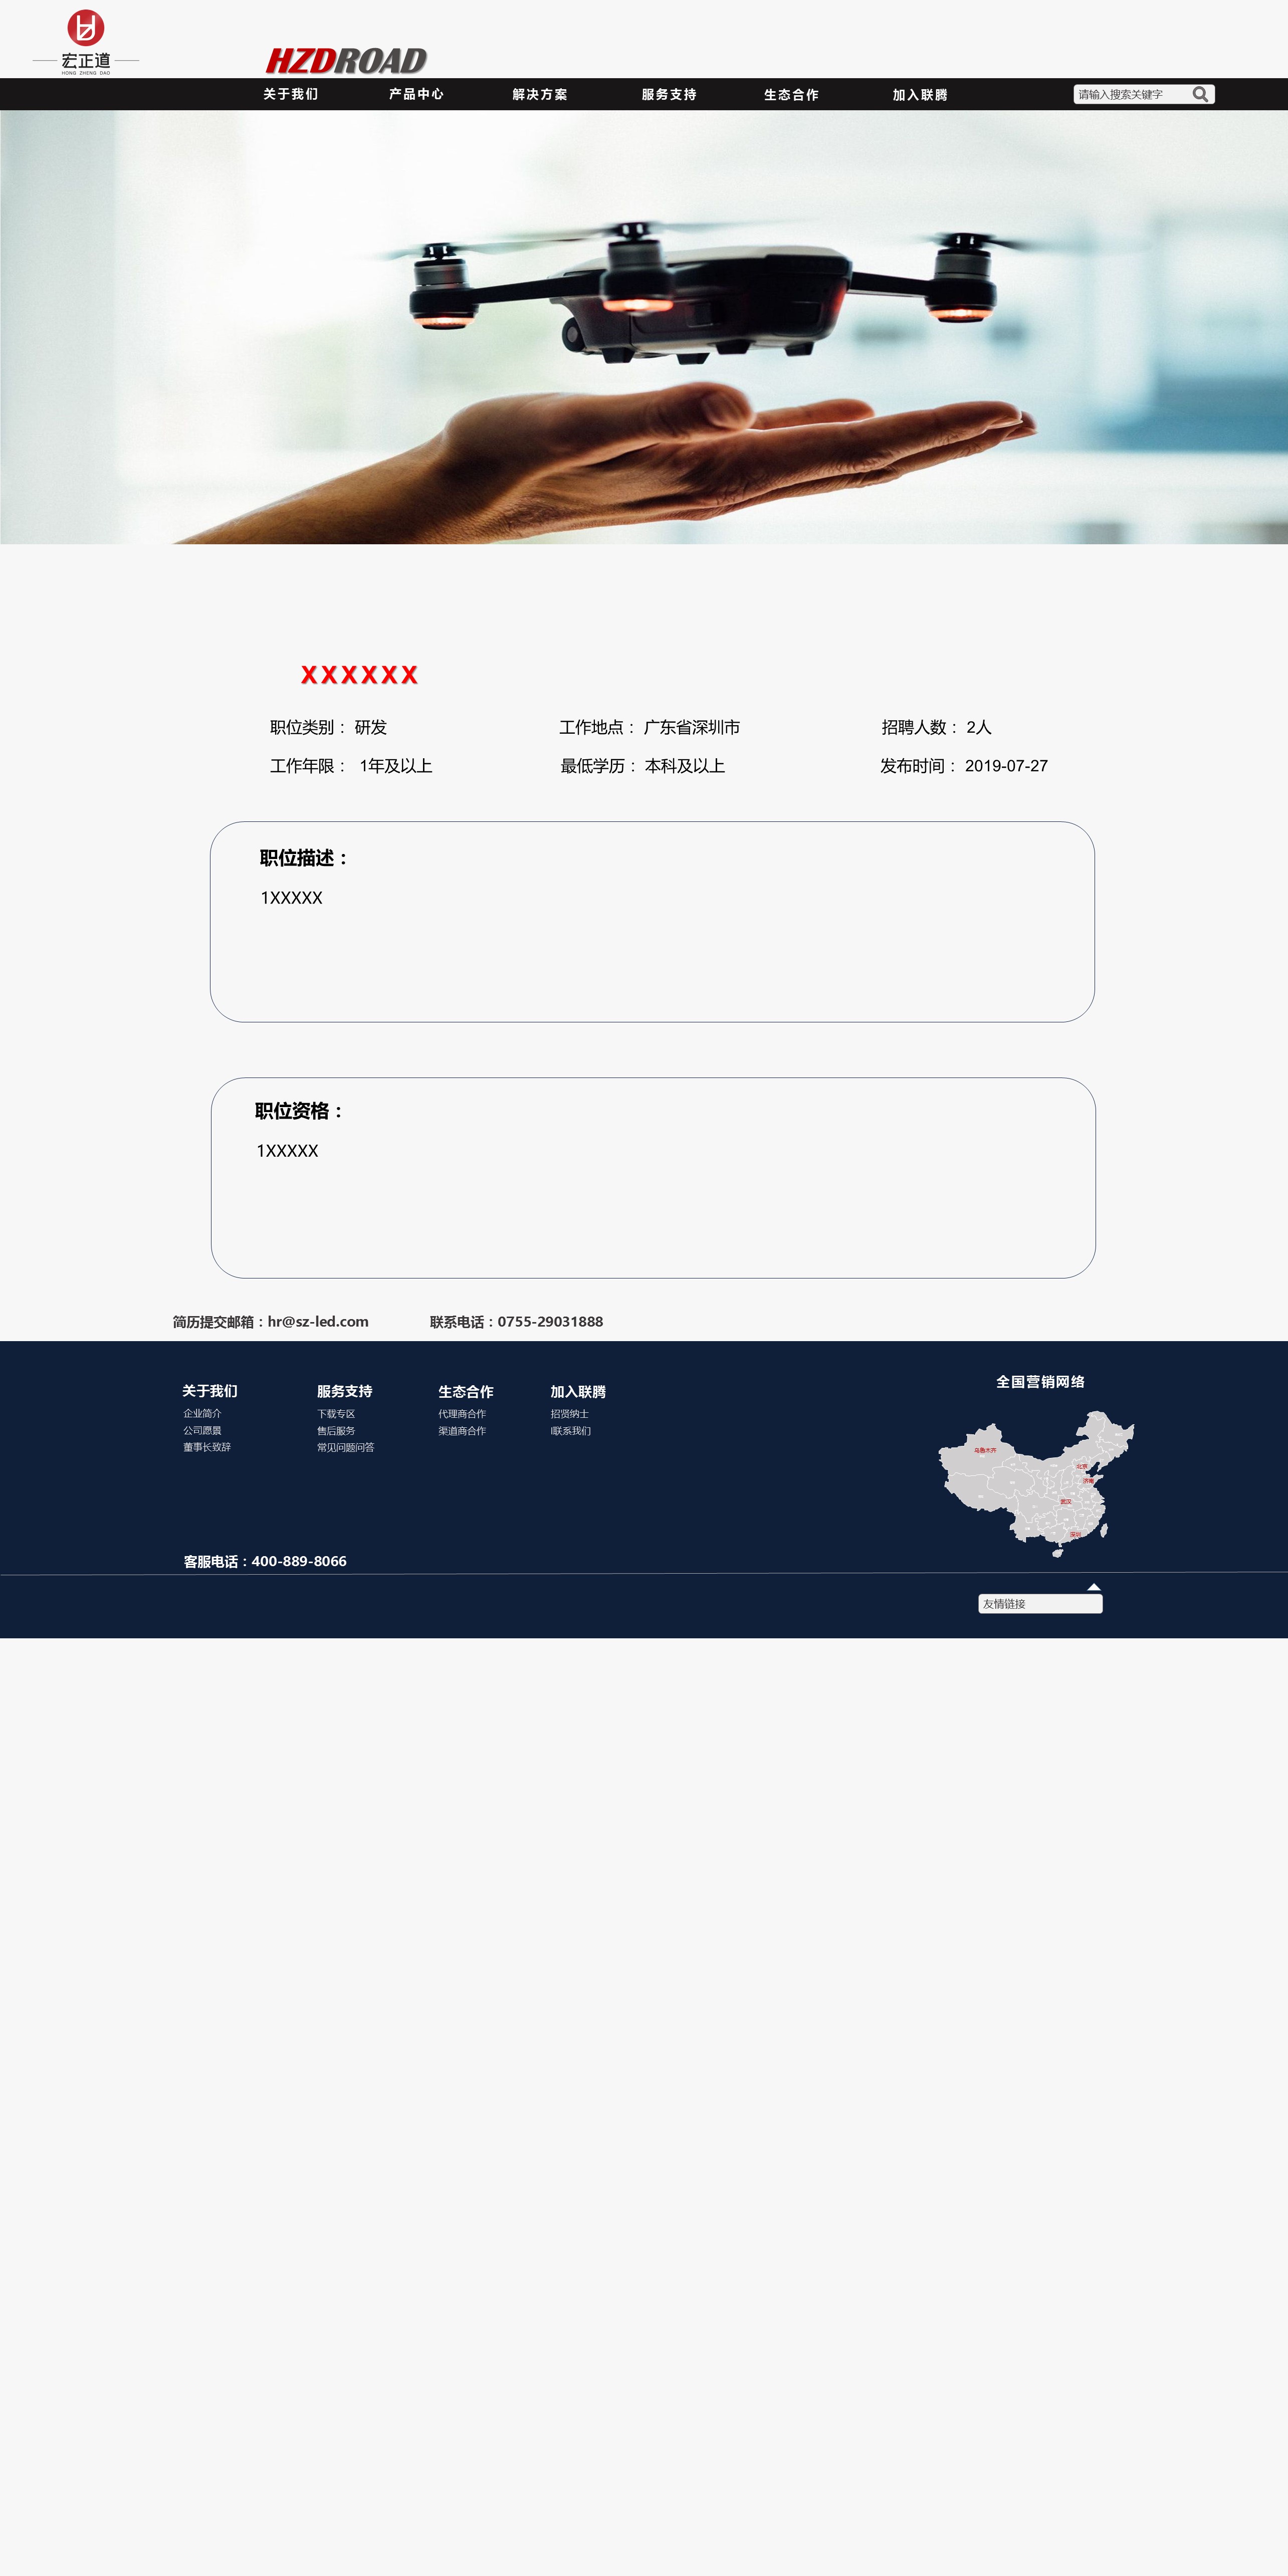 宏正道
HONG ZHENG DAO
HZDROAD
关于我们 产品中心 解决方案 服务支持 生态合作 加入联腾 请输入搜索关键字
XXXXXX
职位类别： 研发 工作地点： 广东省深圳市 招聘人数： 2人
工作年限： 1年及以上 最低学历： 本科及以上 发布时间： 2019-07-27
职位描述：
1XXXXX
职位资格：
1XXXXX
简历提交邮箱：hr@sz-led.com 联系电话：0755-29031888
全国营销网络
关于我们 服务支持 生态合作 加入联腾
企业简介 下载专区 代理商合作 招贤纳士
公司愿景 售后服务 渠道商合作 l联系我们
董事长致辞 常见问题问答
乌鲁木齐
北京
济南
武汉
深圳
客服电话：400-889-8066
友情链接